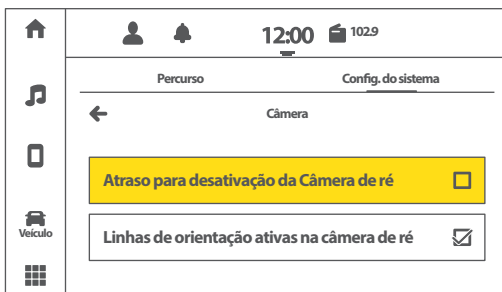 12:00 102.9
Percurso Config. do sistema
Câmera
Atraso para desativação da Câmera de ré
Veículo
Linhas de orientação ativas na câmera de ré